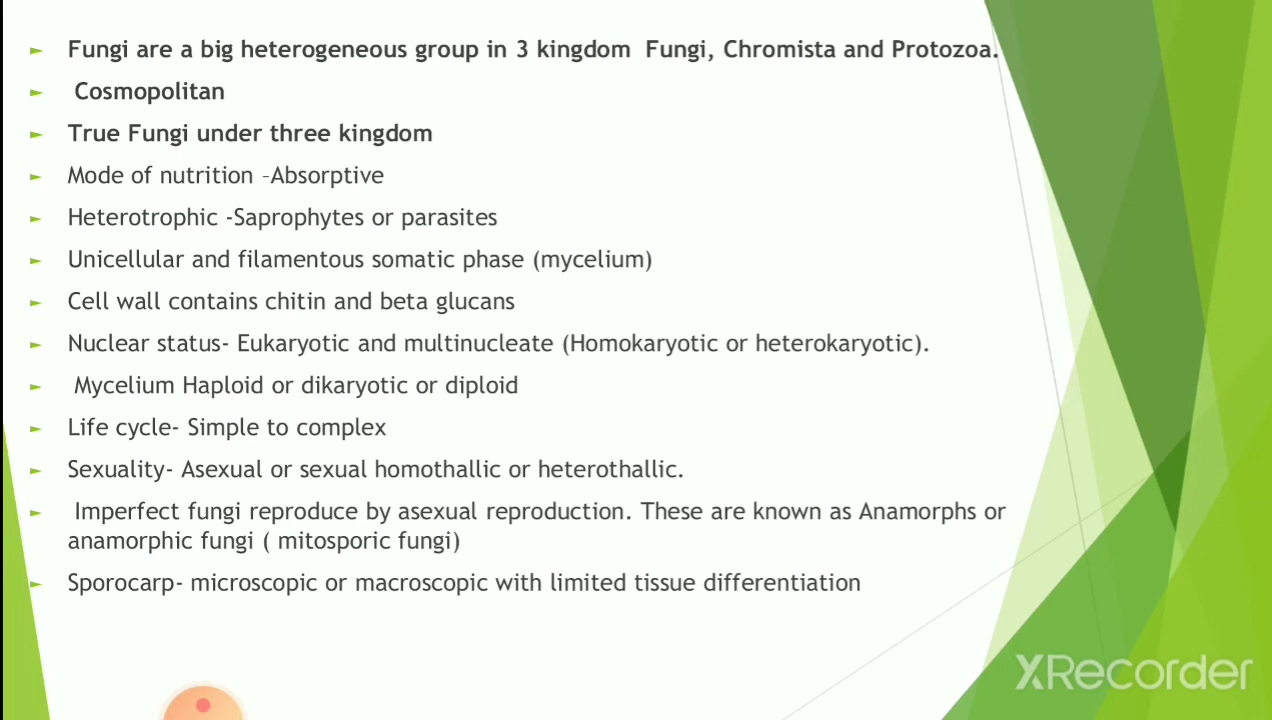 Fungi are a big heterogeneous group in 3 kingdom Fungi, Chromista and Protozoa.
Cosmopolitan
True Fungi under three kingdom
Mode of nutrition –Absorptive
Heterotrophic -Saprophytes or parasites
Unicellular and filamentous somatic phase (mycelium)
Cell wall contains chitin and beta glucans
Nuclear status- Eukaryotic and multinucleate (Homokaryotic or heterokaryotic).
Mycelium Haploid or dikaryotic or diploid
Life cycle- Simple to complex
Sexuality- Asexual or sexual homothallic or heterothallic.
Imperfect fungi reproduce by asexual reproduction. These are known as Anamorphs or
anamorphic fungi ( mitosporic fungi)
Sporocarp- microscopic or macroscopic with limited tissue differentiation
XRecorder